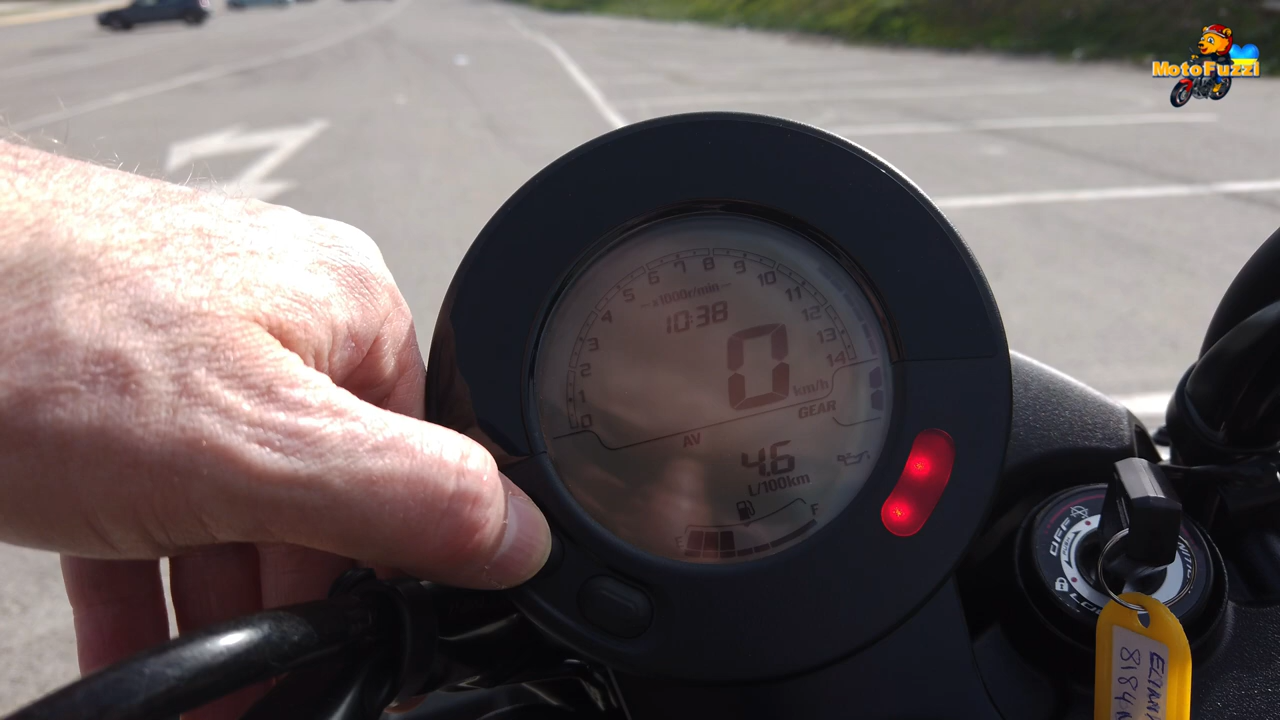 MotoFuzzi
0 1 2 3 4 5 6 7 8 9 10 11 12 13 14
x1000r/min
10:38
0
km/h
GEAR
AV
4.6
L/100km
E F
OFF
8184